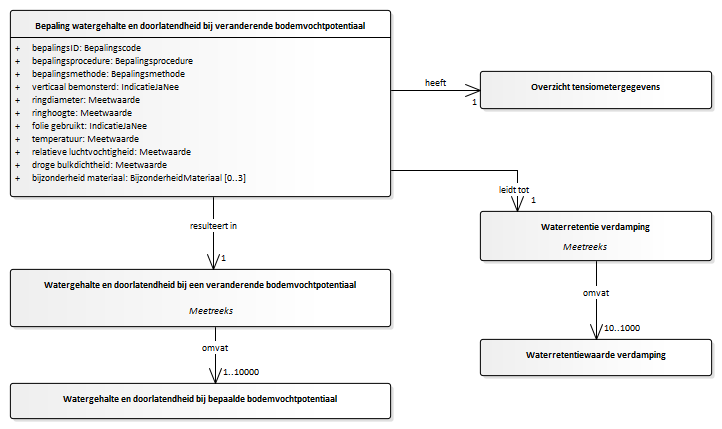 Bepaling watergehalte en doorlatendheid bij veranderende bodemvochtpotentiaal
+ bepalingsID: Bepalingscode
+ bepalingsprocedure: Bepalingsprocedure
+ bepalingsmethode: Bepalingsmethode
+ verticaal bemonsterd: IndicatieJaNee
+ ringdiameter: Meetwaarde
+ ringhoogte: Meetwaarde
+ folie gebruikt: IndicatieJaNee
+ temperatuur: Meetwaarde
+ relatieve luchtvochtigheid: Meetwaarde
+ droge bulkdichtheid: Meetwaarde
+ bijzonderheid materiaal: BijzonderheidMateriaal [0..3]
heeft
1
Overzicht tensiometergegevens
leidt tot
1
Waterretentie verdamping
Meetreeks
resulteert in
1
Watergehalte en doorlatendheid bij een veranderende bodemvochtpotentiaal
Meetreeks
omvat
10..1000
Waterretentiewaarde verdamping
omvat
1..10000
Watergehalte en doorlatendheid bij bepaalde bodemvochtpotentiaal